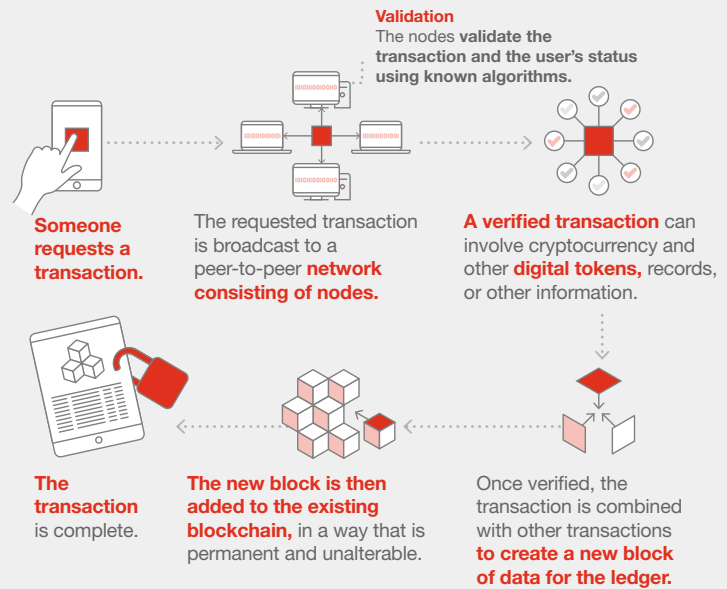 Validation
The nodes validate the
transaction and the user's status
using known algorithms.
Someone
requests a
transaction.
The requested transaction
is broadcast to a
peer-to-peer network
consisting of nodes.
A verified transaction can
involve cryptocurrency and
other digital tokens, records,
or other information.
The
transaction
is complete.
The new block is then
added to the existing
blockchain, in a way that is
permanent and unalterable.
Once verified, the
transaction is combined
with other transactions
to create a new block
of data for the ledger.